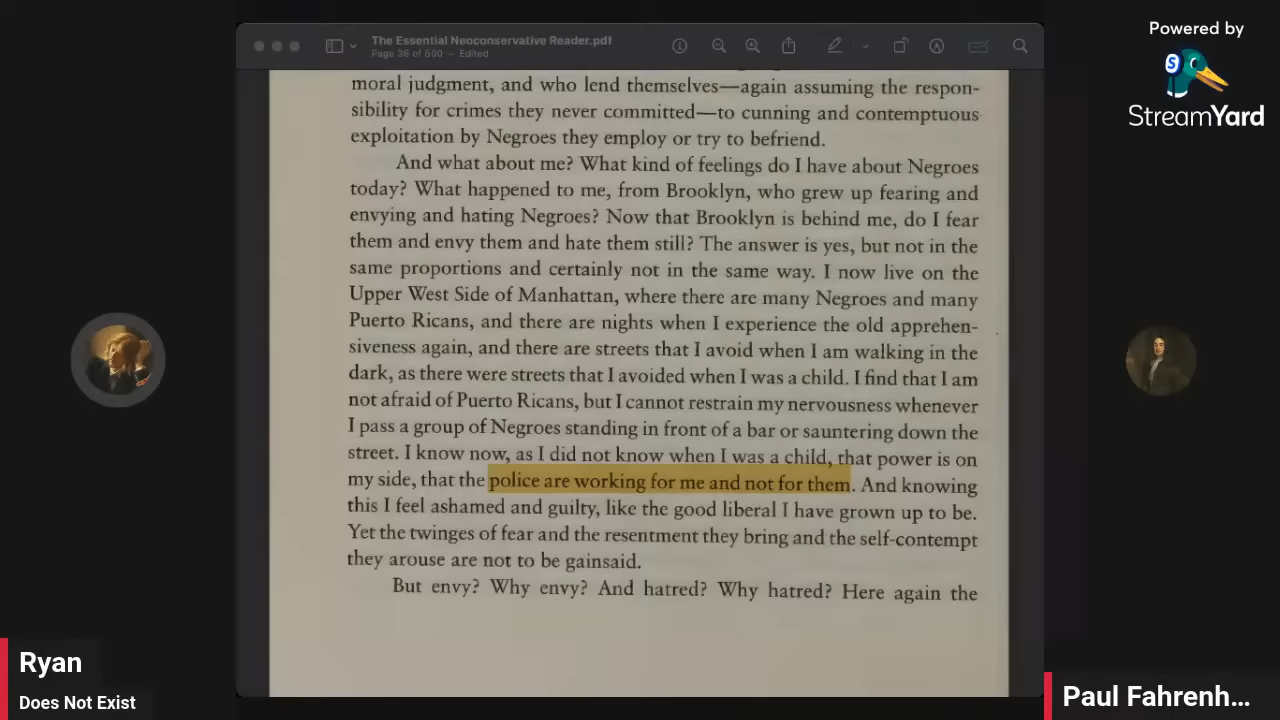 Powered by
StreamYard
The Essential Neoconservative Reader.pdf
Page 36 of 600 — Edited
moral judgment, and who lend themselves—again assuming the respon-
sibility for crimes they never committed—to cunning and contemptuous
exploitation by Negroes they employ or try to befriend.
And what about me? What kind of feelings do I have about Negroes
today? What happened to me, from Brooklyn, who grew up fearing and
envying and hating Negroes? Now that Brooklyn is behind me, do I fear
them and envy them and hate them still? The answer is yes, but not in the
same proportions and certainly not in the same way. I now live on the
Upper West Side of Manhattan, where there are many Negroes and many
Puerto Ricans, and there are nights when I experience the old apprehen-
siveness again, and there are streets that I avoid when I am walking in the
dark, as there were streets that I avoided when I was a child. I find that I am
not afraid of Puerto Ricans, but I cannot restrain my nervousness whenever
I pass a group of Negroes standing in front of a bar or sauntering down the
street. I know now, as I did not know when I was a child, that power is on
my side, that the police are working for me and not for them. And knowing
this I feel ashamed and guilty, like the good liberal I have grown up to be.
Yet the twinges of fear and the resentment they bring and the self-contempt
they arouse are not to be gainsaid.
But envy? Why envy? And hatred? Why hatred? Here again the
Ryan
Does Not Exist
Paul Fahrenh...